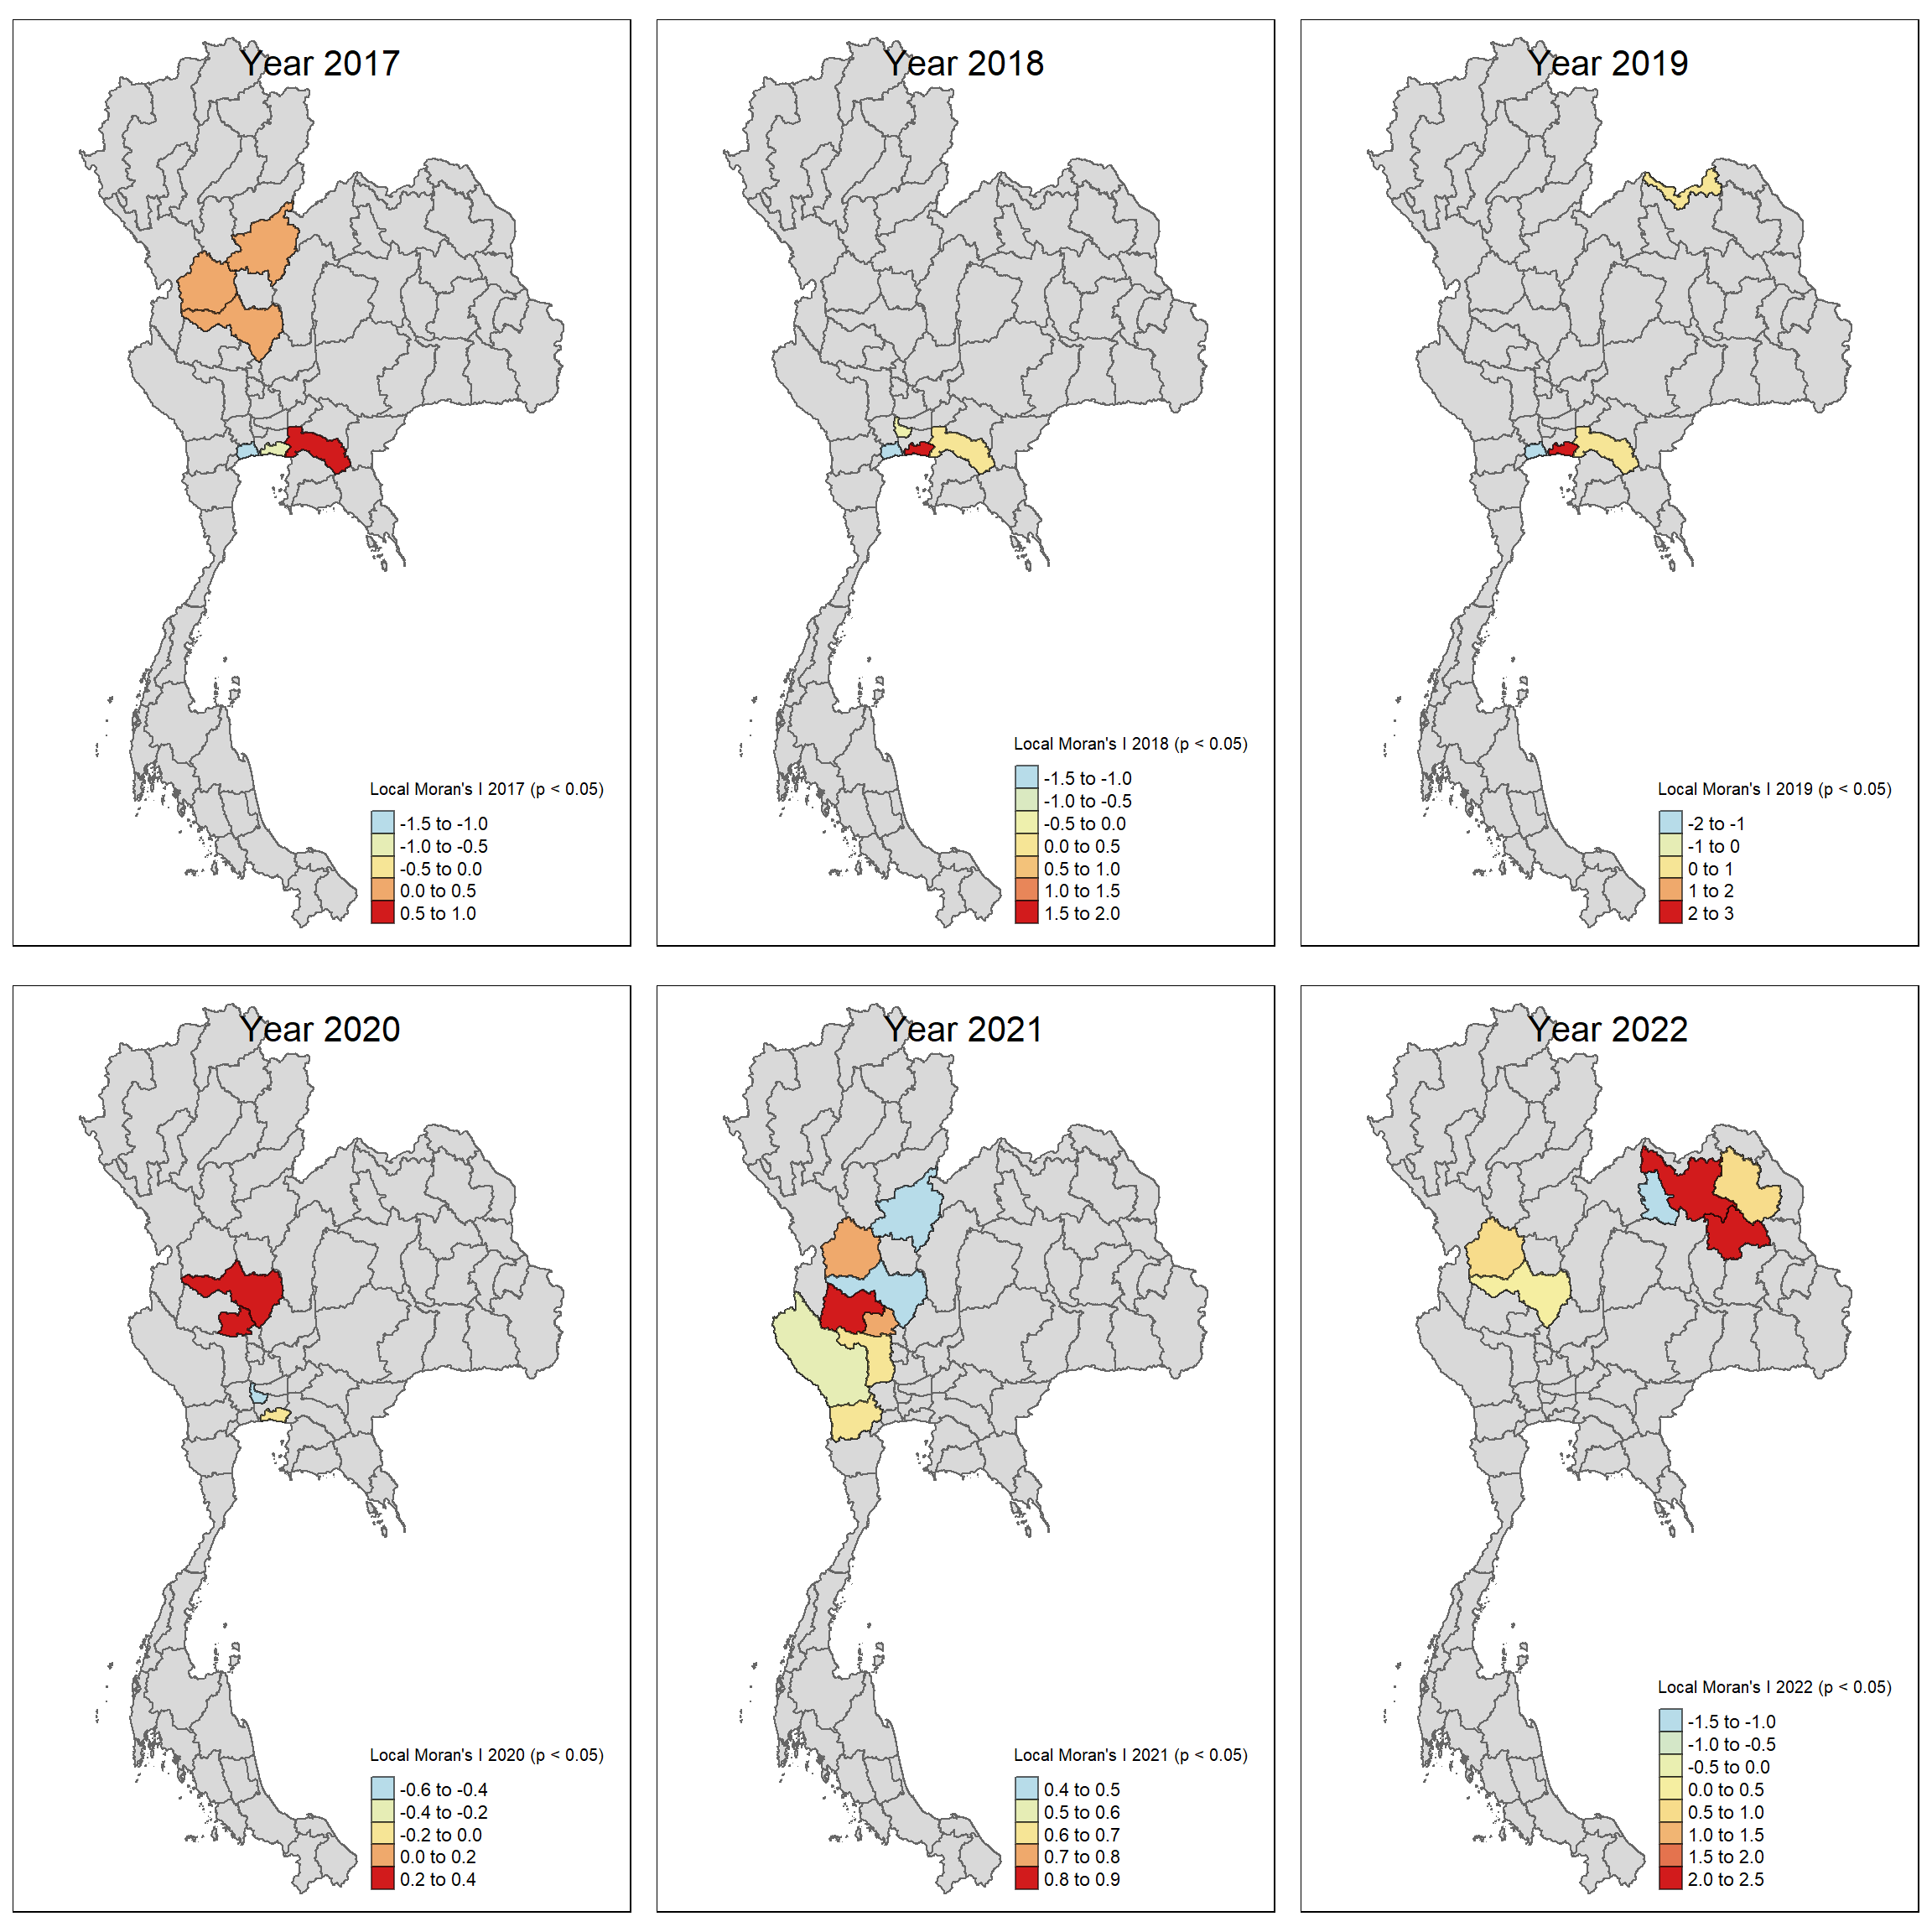 Year 2017
Local Moran's I 2017 (p < 0.05)
-1.5 to -1.0
-1.0 to -0.5
-0.5 to 0.0
0.0 to 0.5
0.5 to 1.0
Year 2018
Local Moran's I 2018 (p < 0.05)
-1.5 to -1.0
-1.0 to -0.5
-0.5 to 0.0
0.0 to 0.5
0.5 to 1.0
1.0 to 1.5
1.5 to 2.0
Year 2019
Local Moran's I 2019 (p < 0.05)
-2 to -1
-1 to 0
0 to 1
1 to 2
2 to 3
Year 2020
Local Moran's I 2020 (p < 0.05)
-0.6 to -0.4
-0.4 to -0.2
-0.2 to 0.0
0.0 to 0.2
0.2 to 0.4
Year 2021
Local Moran's I 2021 (p < 0.05)
0.4 to 0.5
0.5 to 0.6
0.6 to 0.7
0.7 to 0.8
0.8 to 0.9
Year 2022
Local Moran's I 2022 (p < 0.05)
-1.5 to -1.0
-1.0 to -0.5
-0.5 to 0.0
0.0 to 0.5
0.5 to 1.0
1.0 to 1.5
1.5 to 2.0
2.0 to 2.5